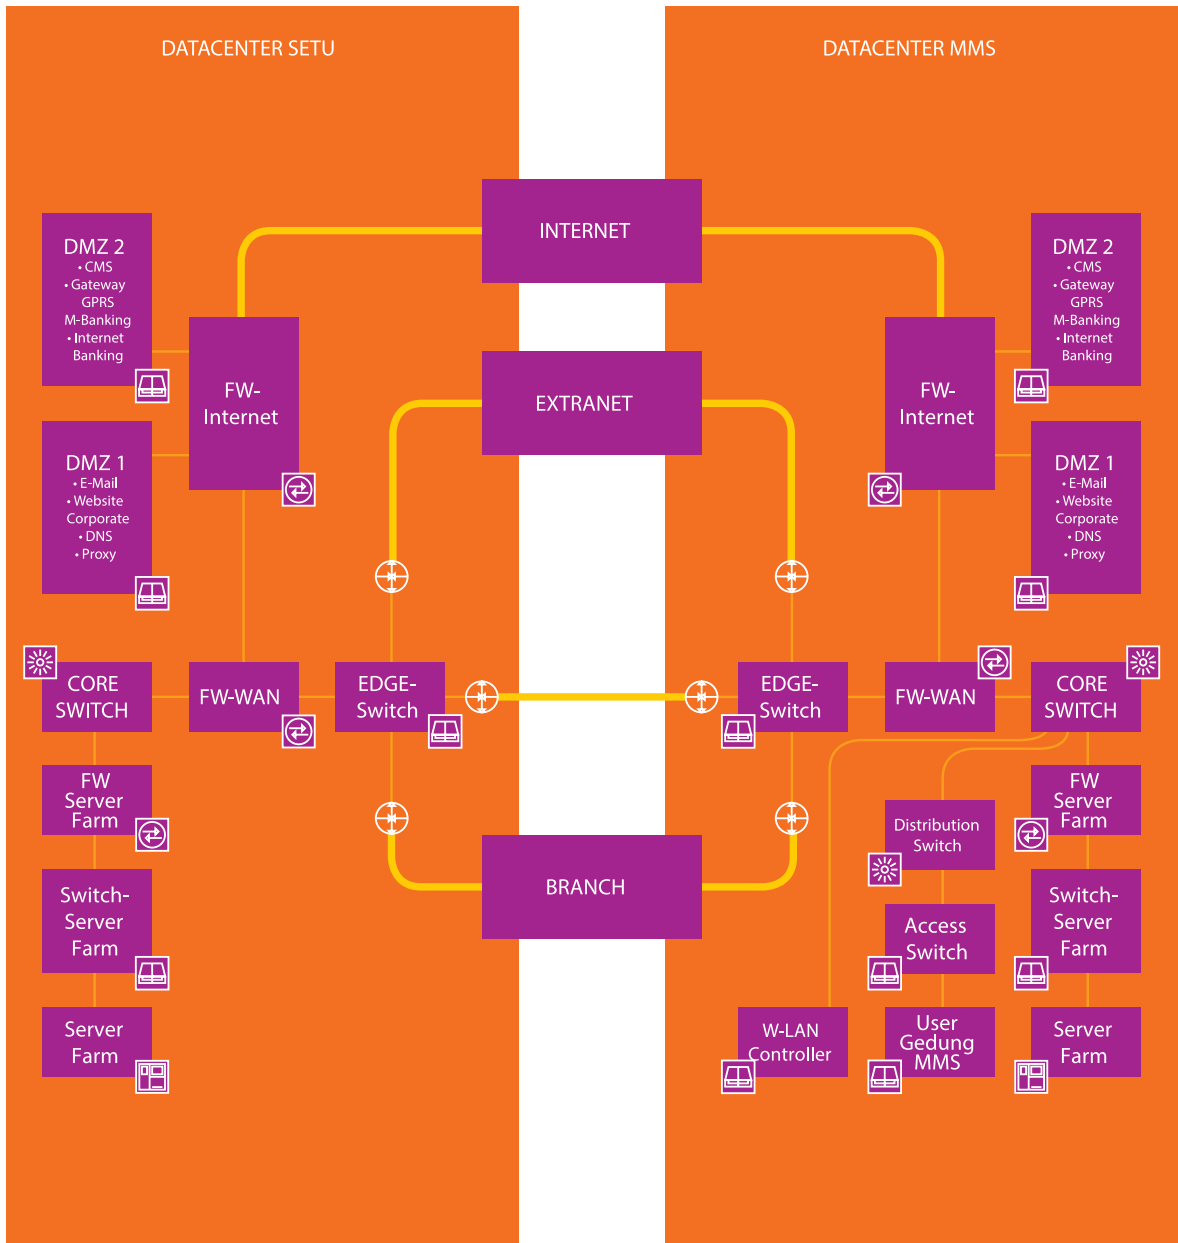 DATACENTER SETU
DATACENTER MMS
INTERNET
EXTRANET
BRANCH
DMZ 2
• CMS
• Gateway
GPRS
M-Banking
• Internet
Banking
FW-
Internet
DMZ 1
• E-Mail
• Website
Corporate
• DNS
• Proxy
CORE
SWITCH
FW-WAN
EDGE-
Switch
FW
Server
Farm
Switch-
Server
Farm
Server
Farm
DMZ 2
• CMS
• Gateway
GPRS
M-Banking
• Internet
Banking
FW-
Internet
DMZ 1
• E-Mail
• Website
Corporate
• DNS
• Proxy
EDGE-
Switch
FW-WAN
CORE
SWITCH
Distribution
Switch
FW
Server
Farm
Access
Switch
Switch-
Server
Farm
W-LAN
Controller
User
Gedung
MMS
Server
Farm